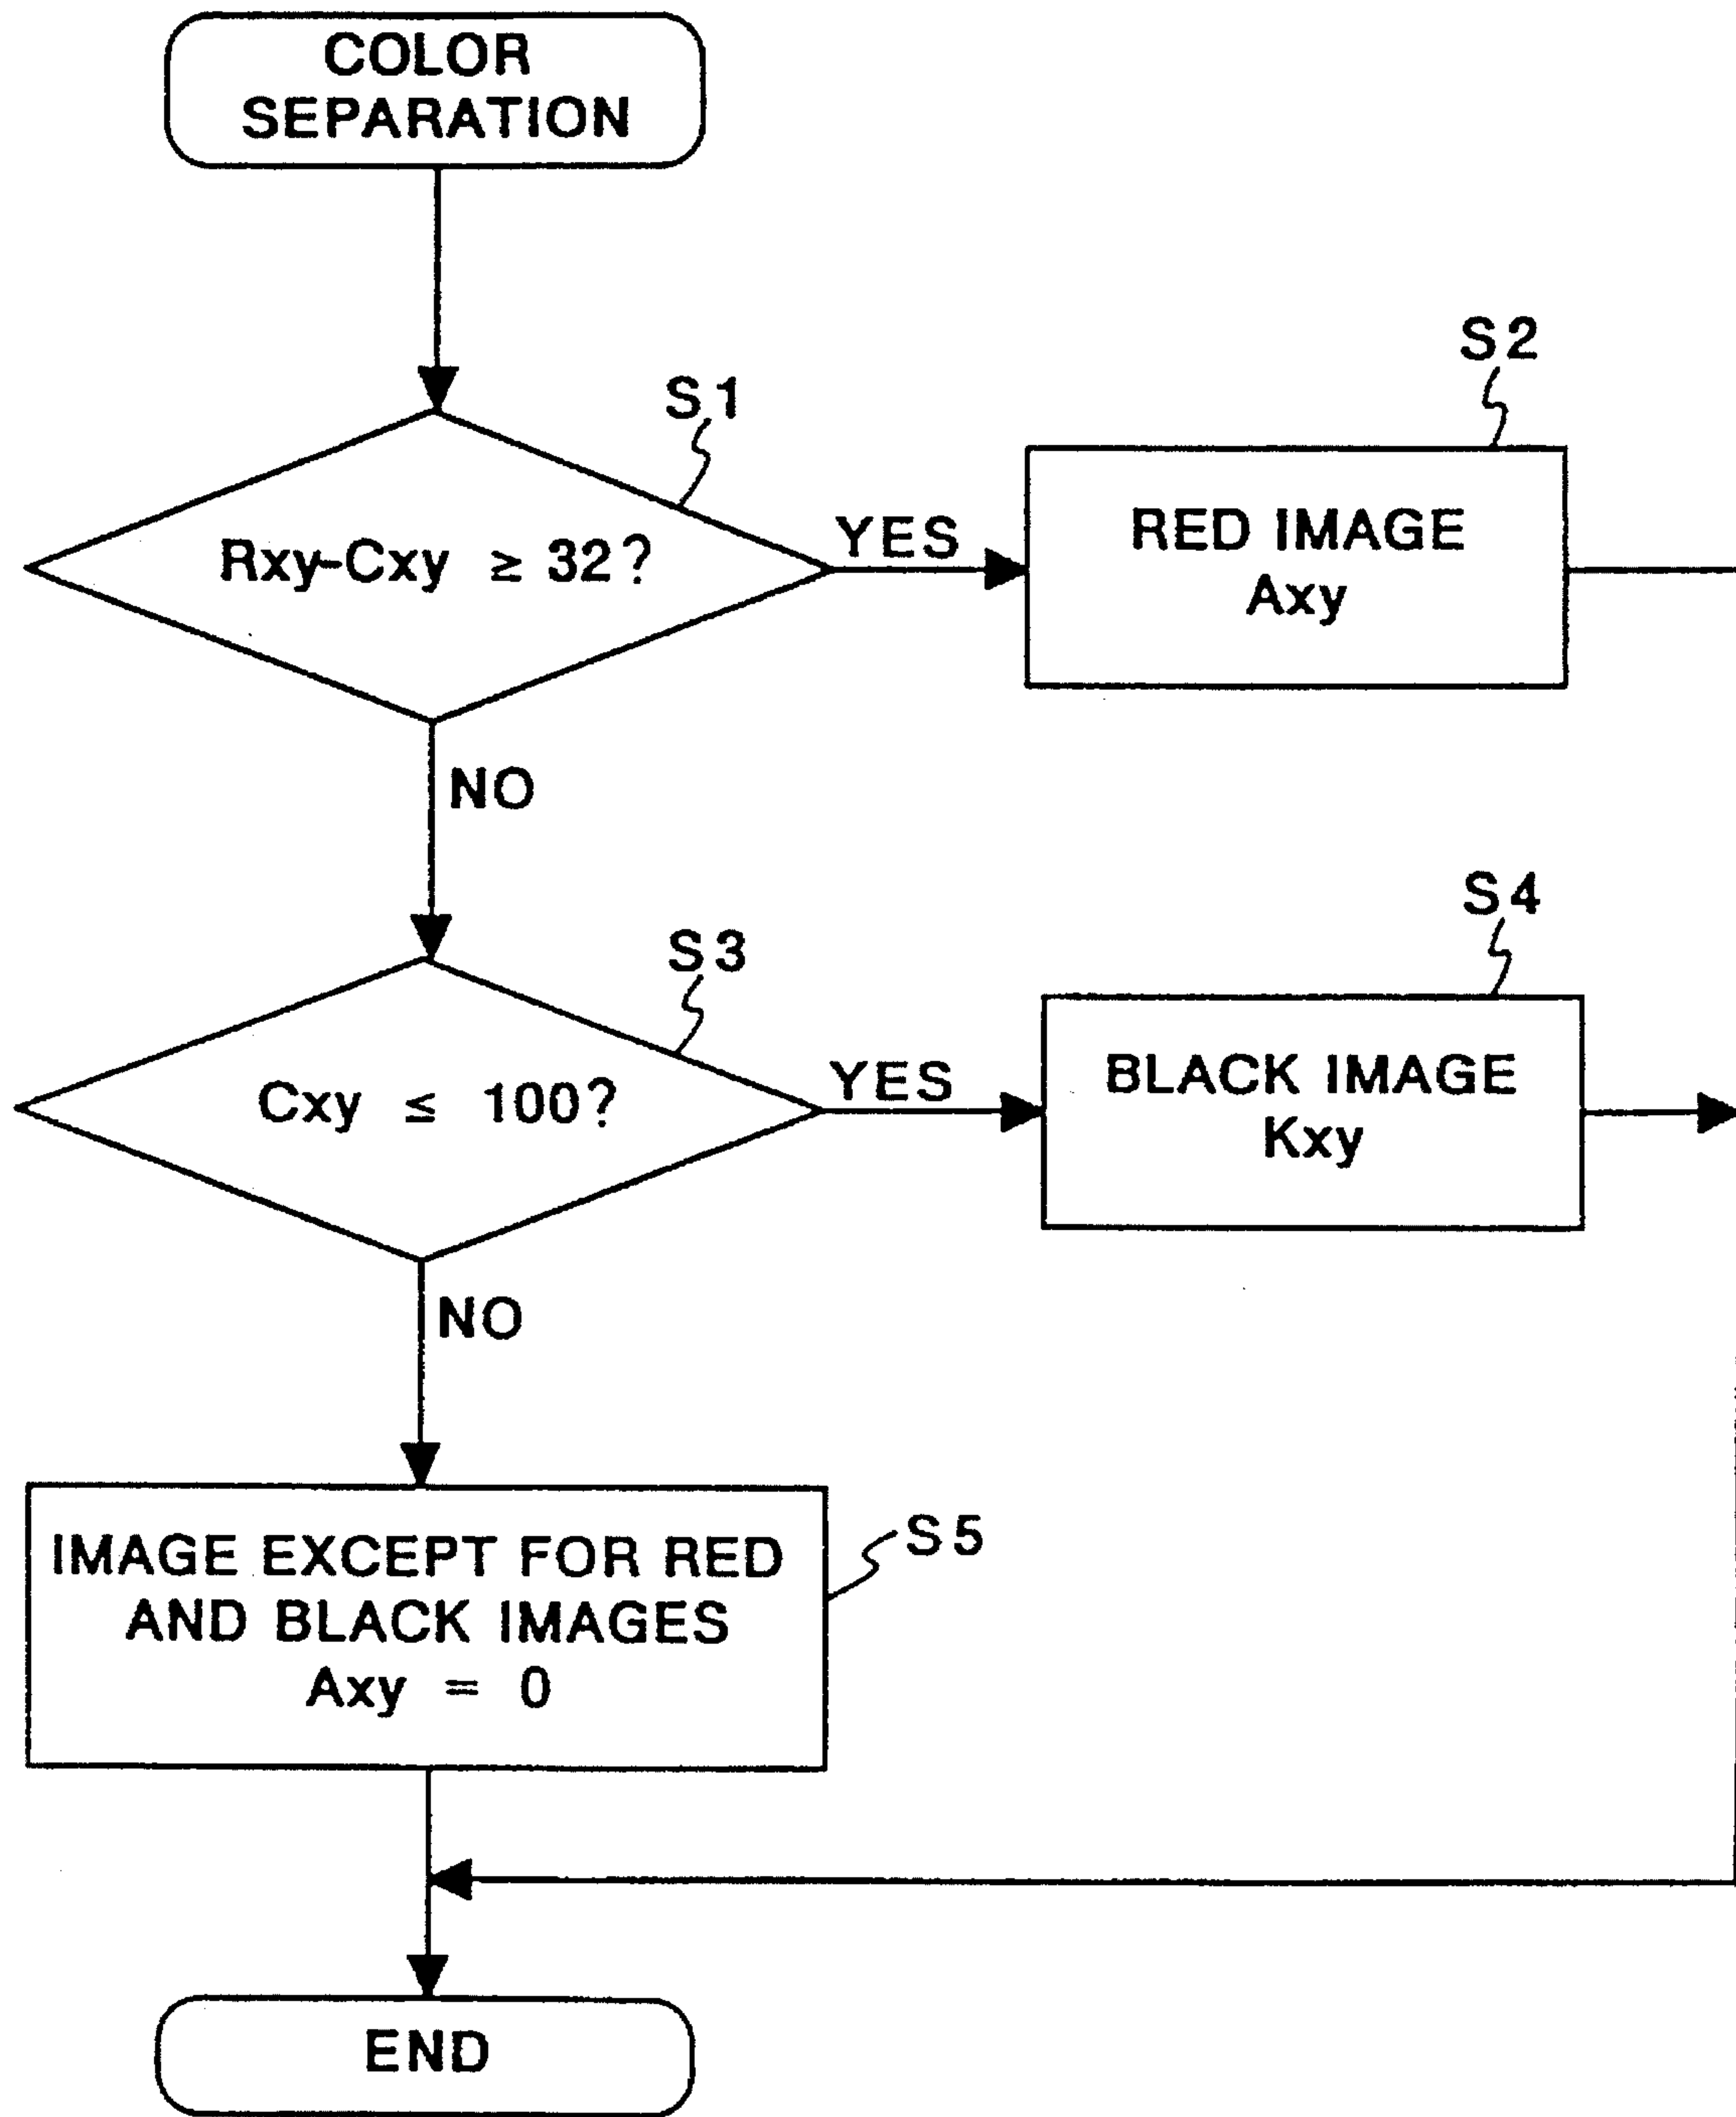 COLOR
SEPARATION
S1
S2
Rxy-Cxy ≥ 32?
YES
RED IMAGE
Axy
NO
S3
S4
Cxy ≤ 100?
YES
BLACK IMAGE
Kxy
NO
IMAGE EXCEPT FOR RED
AND BLACK IMAGES
Axy = 0
S5
END